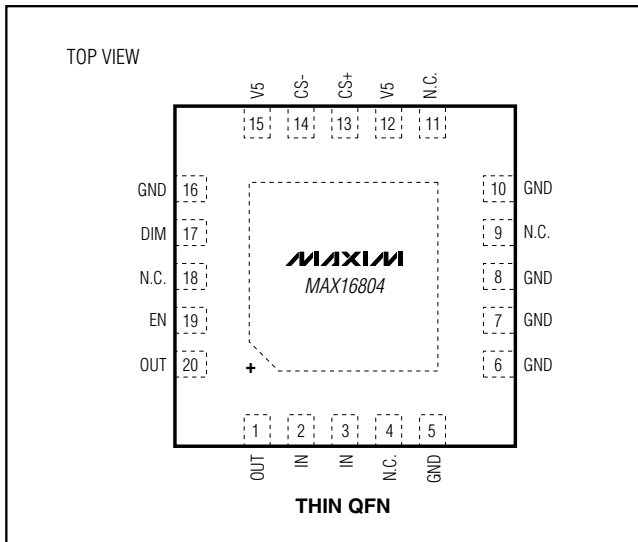 TOP VIEW
V5 CS- CS+ V5 N.C.
15 14 13 12 11
GND 16 10 GND
DIM 17 9 N.C.
N.C. 18 8 GND
EN 19 7 GND
OUT 20 6 GND
MAXIM
MAX16804
+
1 2 3 4 5
OUT IN IN N.C. GND
THIN QFN